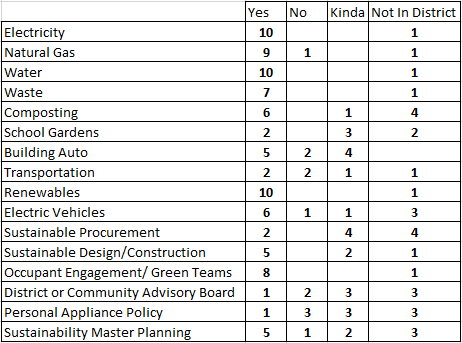 Yes No Kinda Not In District
Electricity 10 1
Natural Gas 9 1 1
Water 10 1
Waste 7 1
Composting 6 1 4
School Gardens 2 3 2
Building Auto 5 2 4
Transportation 2 2 1 1
Renewables 10 1
Electric Vehicles 6 1 1 3
Sustainable Procurement 2 4 4
Sustainable Design/Construction 5 2 1
Occupant Engagement/ Green Teams 8 1
District or Community Advisory Board 1 2 3 3
Personal Appliance Policy 1 3 3 3
Sustainability Master Planning 5 1 2 3